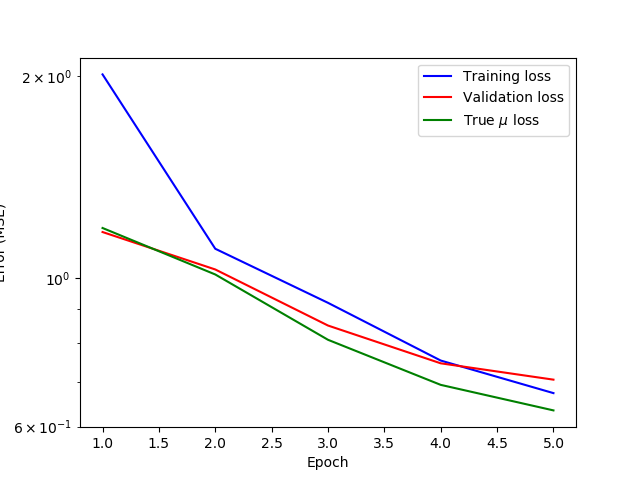 2 × 10⁰
10⁰
6 × 10⁻¹
1.0 1.5 2.0 2.5 3.0 3.5 4.0 4.5 5.0
Epoch
Training loss
Validation loss
True μ loss